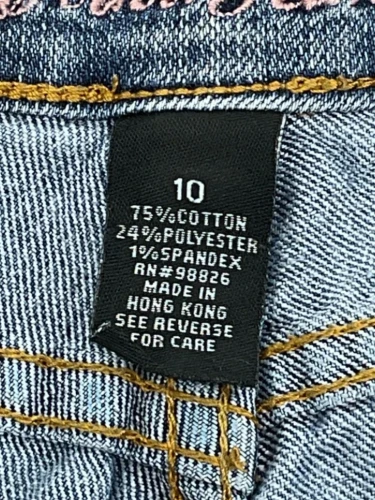 10
75%COTTON
24%POLYESTER
1%SPANDEX
RN#98826
MADE IN
HONG KONG
SEE REVERSE
FOR CARE